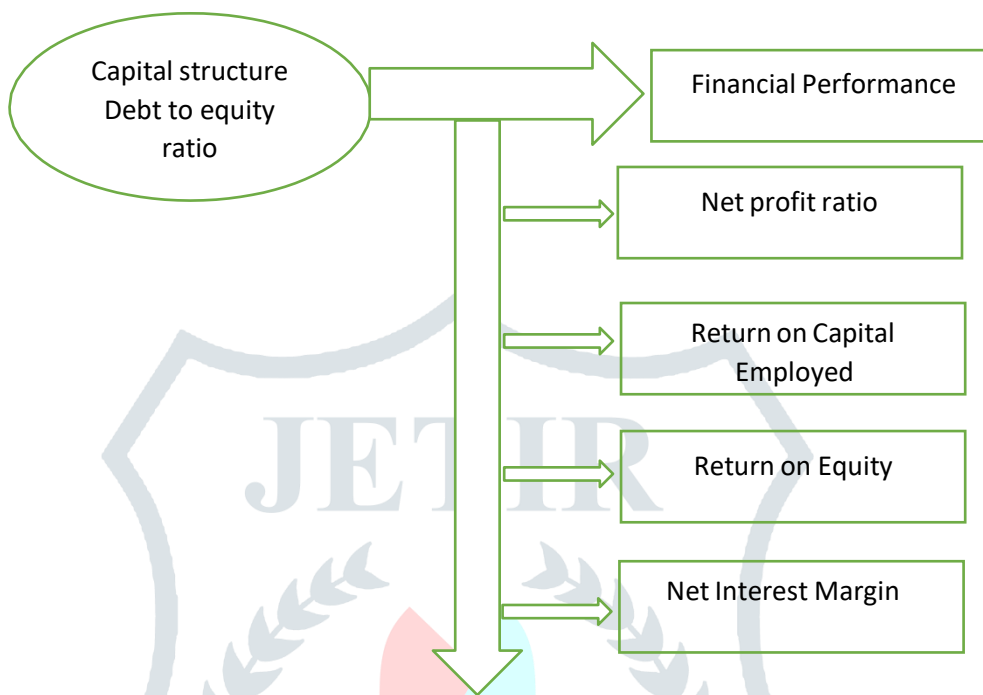 Capital structure
Debt to equity
ratio
Financial Performance
Net profit ratio
Return on Capital
Employed
JETIR
Return on Equity
Net Interest Margin